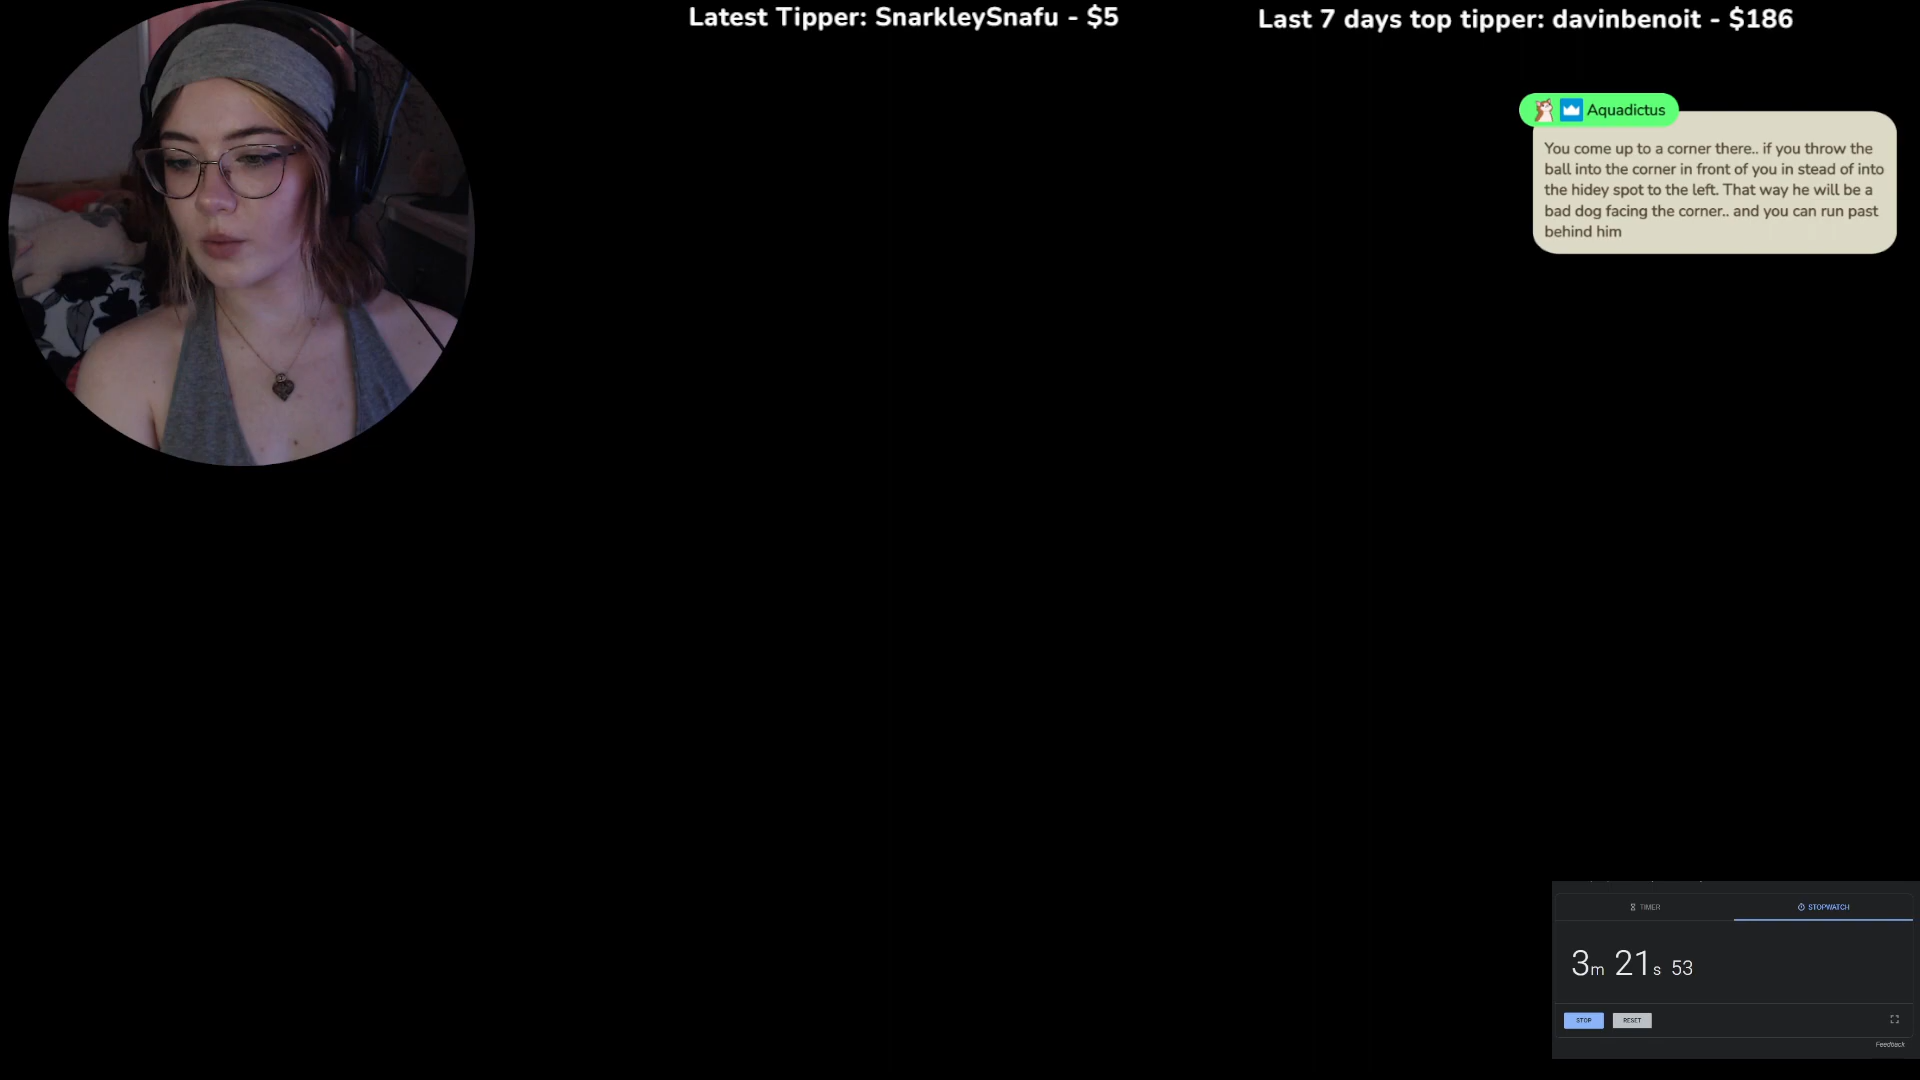 Latest Tipper: SnarkleySnafu - $5
Last 7 days top tipper: davinbenoit - $186
Aquadictus
You come up to a corner there.. if you throw the
ball into the corner in front of you in stead of into
the hidey spot to the left. That way he will be a
bad dog facing the corner.. and you can run past
behind him
TIMER
STOPWATCH
3m 21s 53
STOP
RESET
Feedback